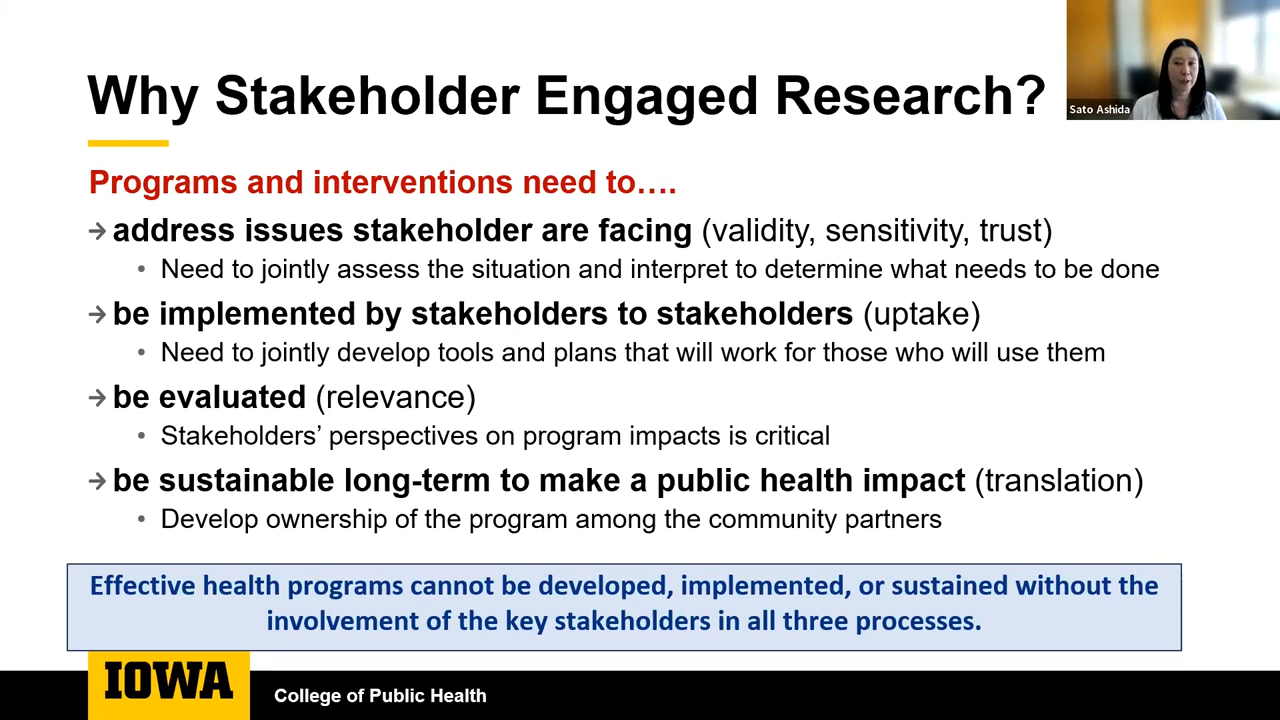 Why Stakeholder Engaged Research?
Sato Ashida
Programs and interventions need to….
→ address issues stakeholder are facing (validity, sensitivity, trust)
• Need to jointly assess the situation and interpret to determine what needs to be done
→ be implemented by stakeholders to stakeholders (uptake)
• Need to jointly develop tools and plans that will work for those who will use them
→ be evaluated (relevance)
• Stakeholders’ perspectives on program impacts is critical
→ be sustainable long-term to make a public health impact (translation)
• Develop ownership of the program among the community partners
Effective health programs cannot be developed, implemented, or sustained without the
involvement of the key stakeholders in all three processes.
IOWA
College of Public Health